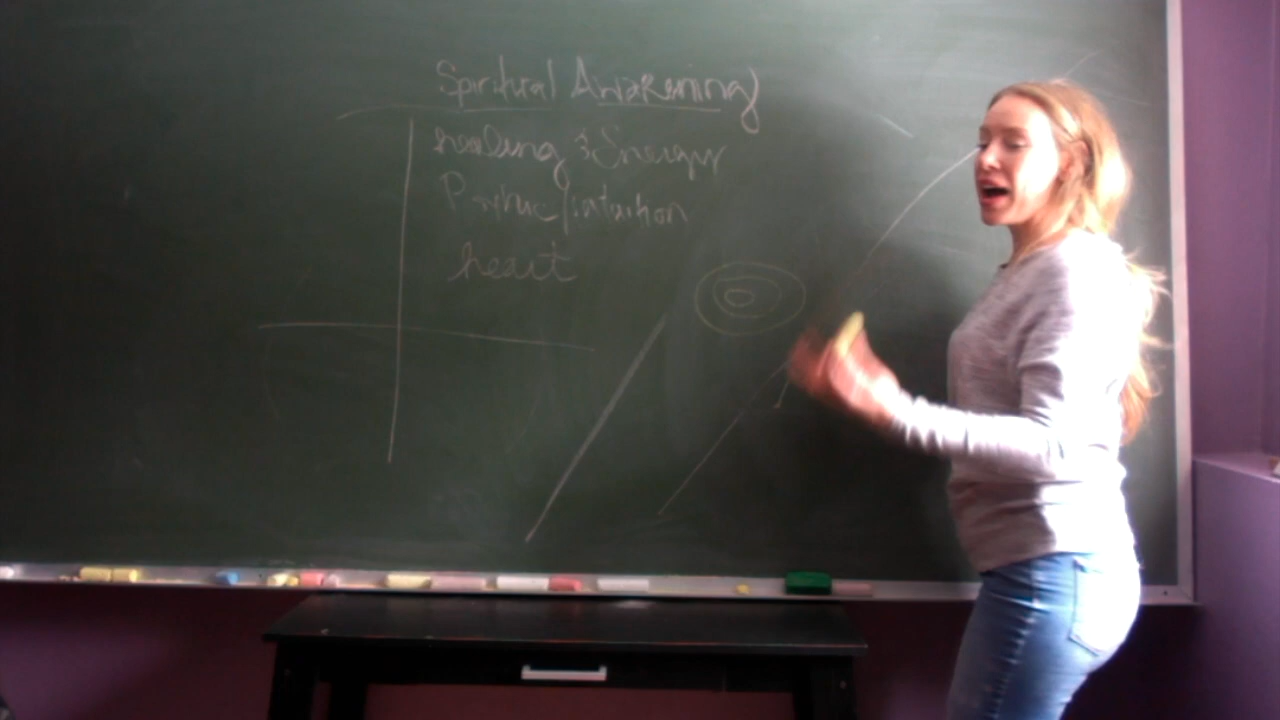 Spiritual Awakening
healing & Energy
Psychic/intuition
heart